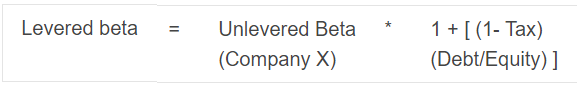 Levered beta = Unlevered Beta * 1 + [ (1- Tax)
(Company X) (Debt/Equity) ]